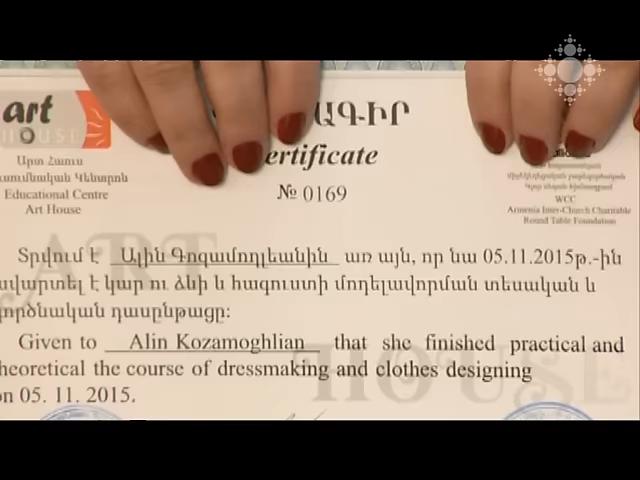 art
HOUSE
Արտ Հաուս
Educational Centre
Art House
ԱԳԻՐ
ertificate
№ 0169
WCC
Armenia Inter-Church Charitable
Round Table Foundation
Տրվում է Ալին Գոզամողլեանին առ այն, որ նա 05.11.2015թ.-ին
ավարտել է կար ու ձևի և հագուստի մոդելավորման տեսական և
գործնական դասընթացը:
Given to Alin Kozamoghlian that she finished practical and
heoretical the course of dressmaking and clothes designing
on 05. 11. 2015.
ART
HOUSE